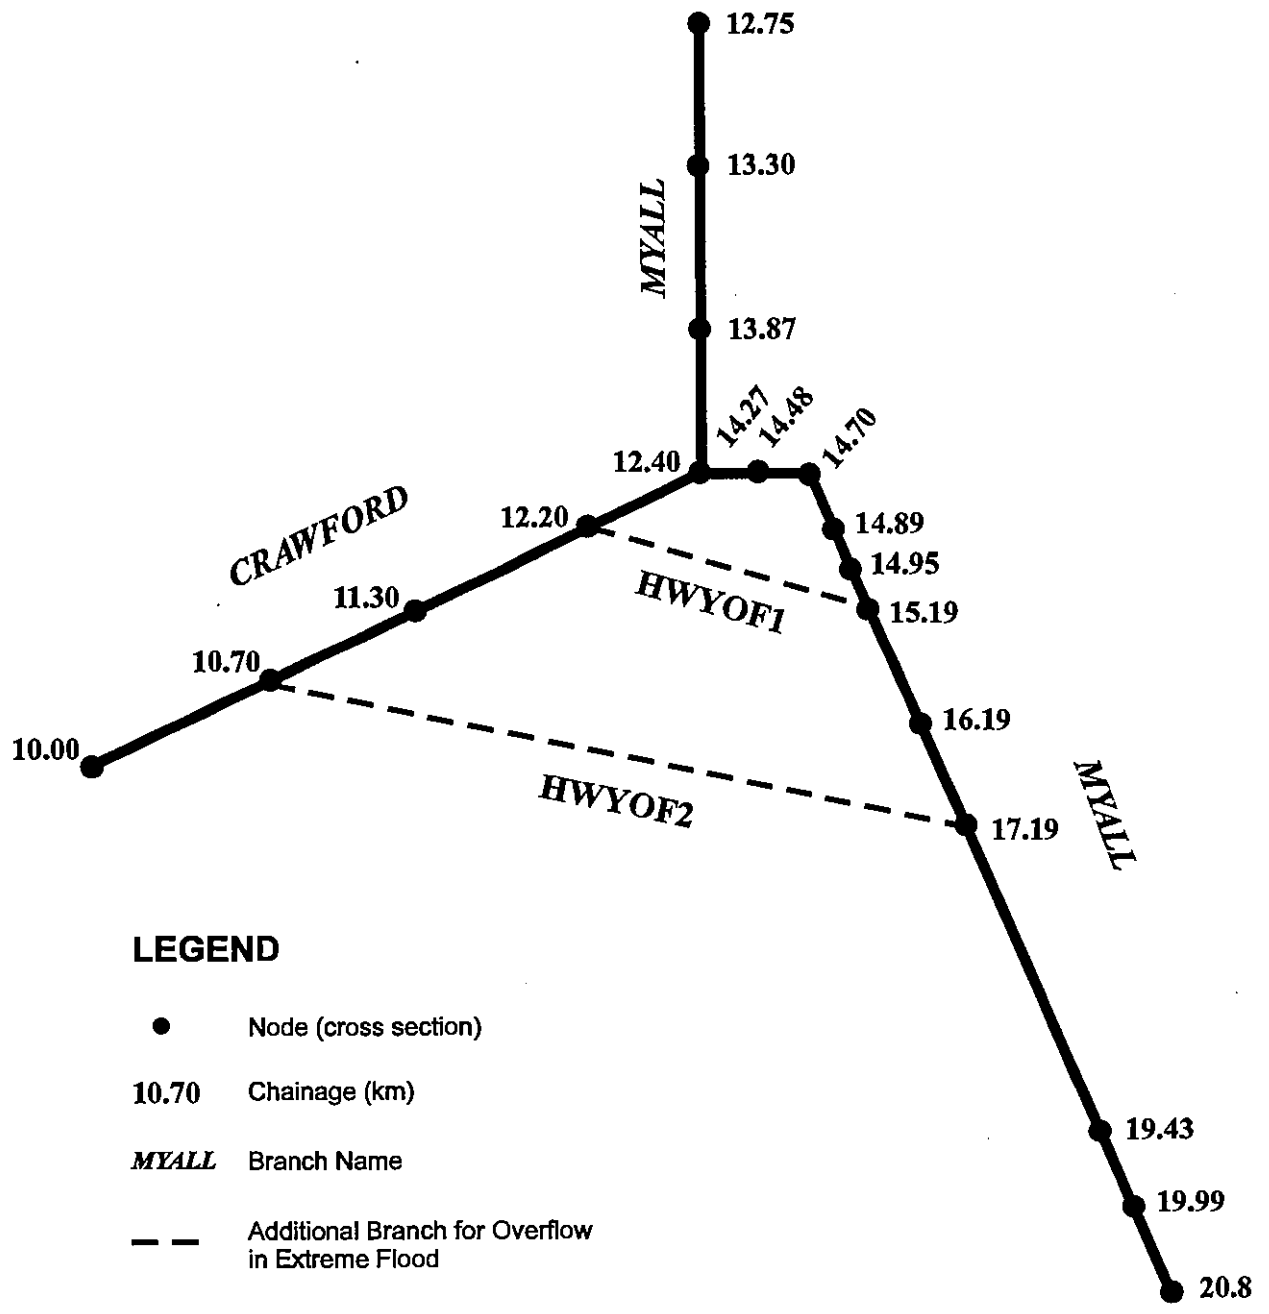 12.75
13.30
MYALL
13.87
14.27
14.48
14.70
12.40
CRAWFORD
12.20
14.89
14.95
HWYOF1
15.19
11.30
10.70
16.19
10.00
HWYOF2
17.19
MYALL
LEGEND
Node (cross section)
10.70 Chainage (km)
MYALL Branch Name
Additional Branch for Overflow
in Extreme Flood
19.43
19.99
20.8